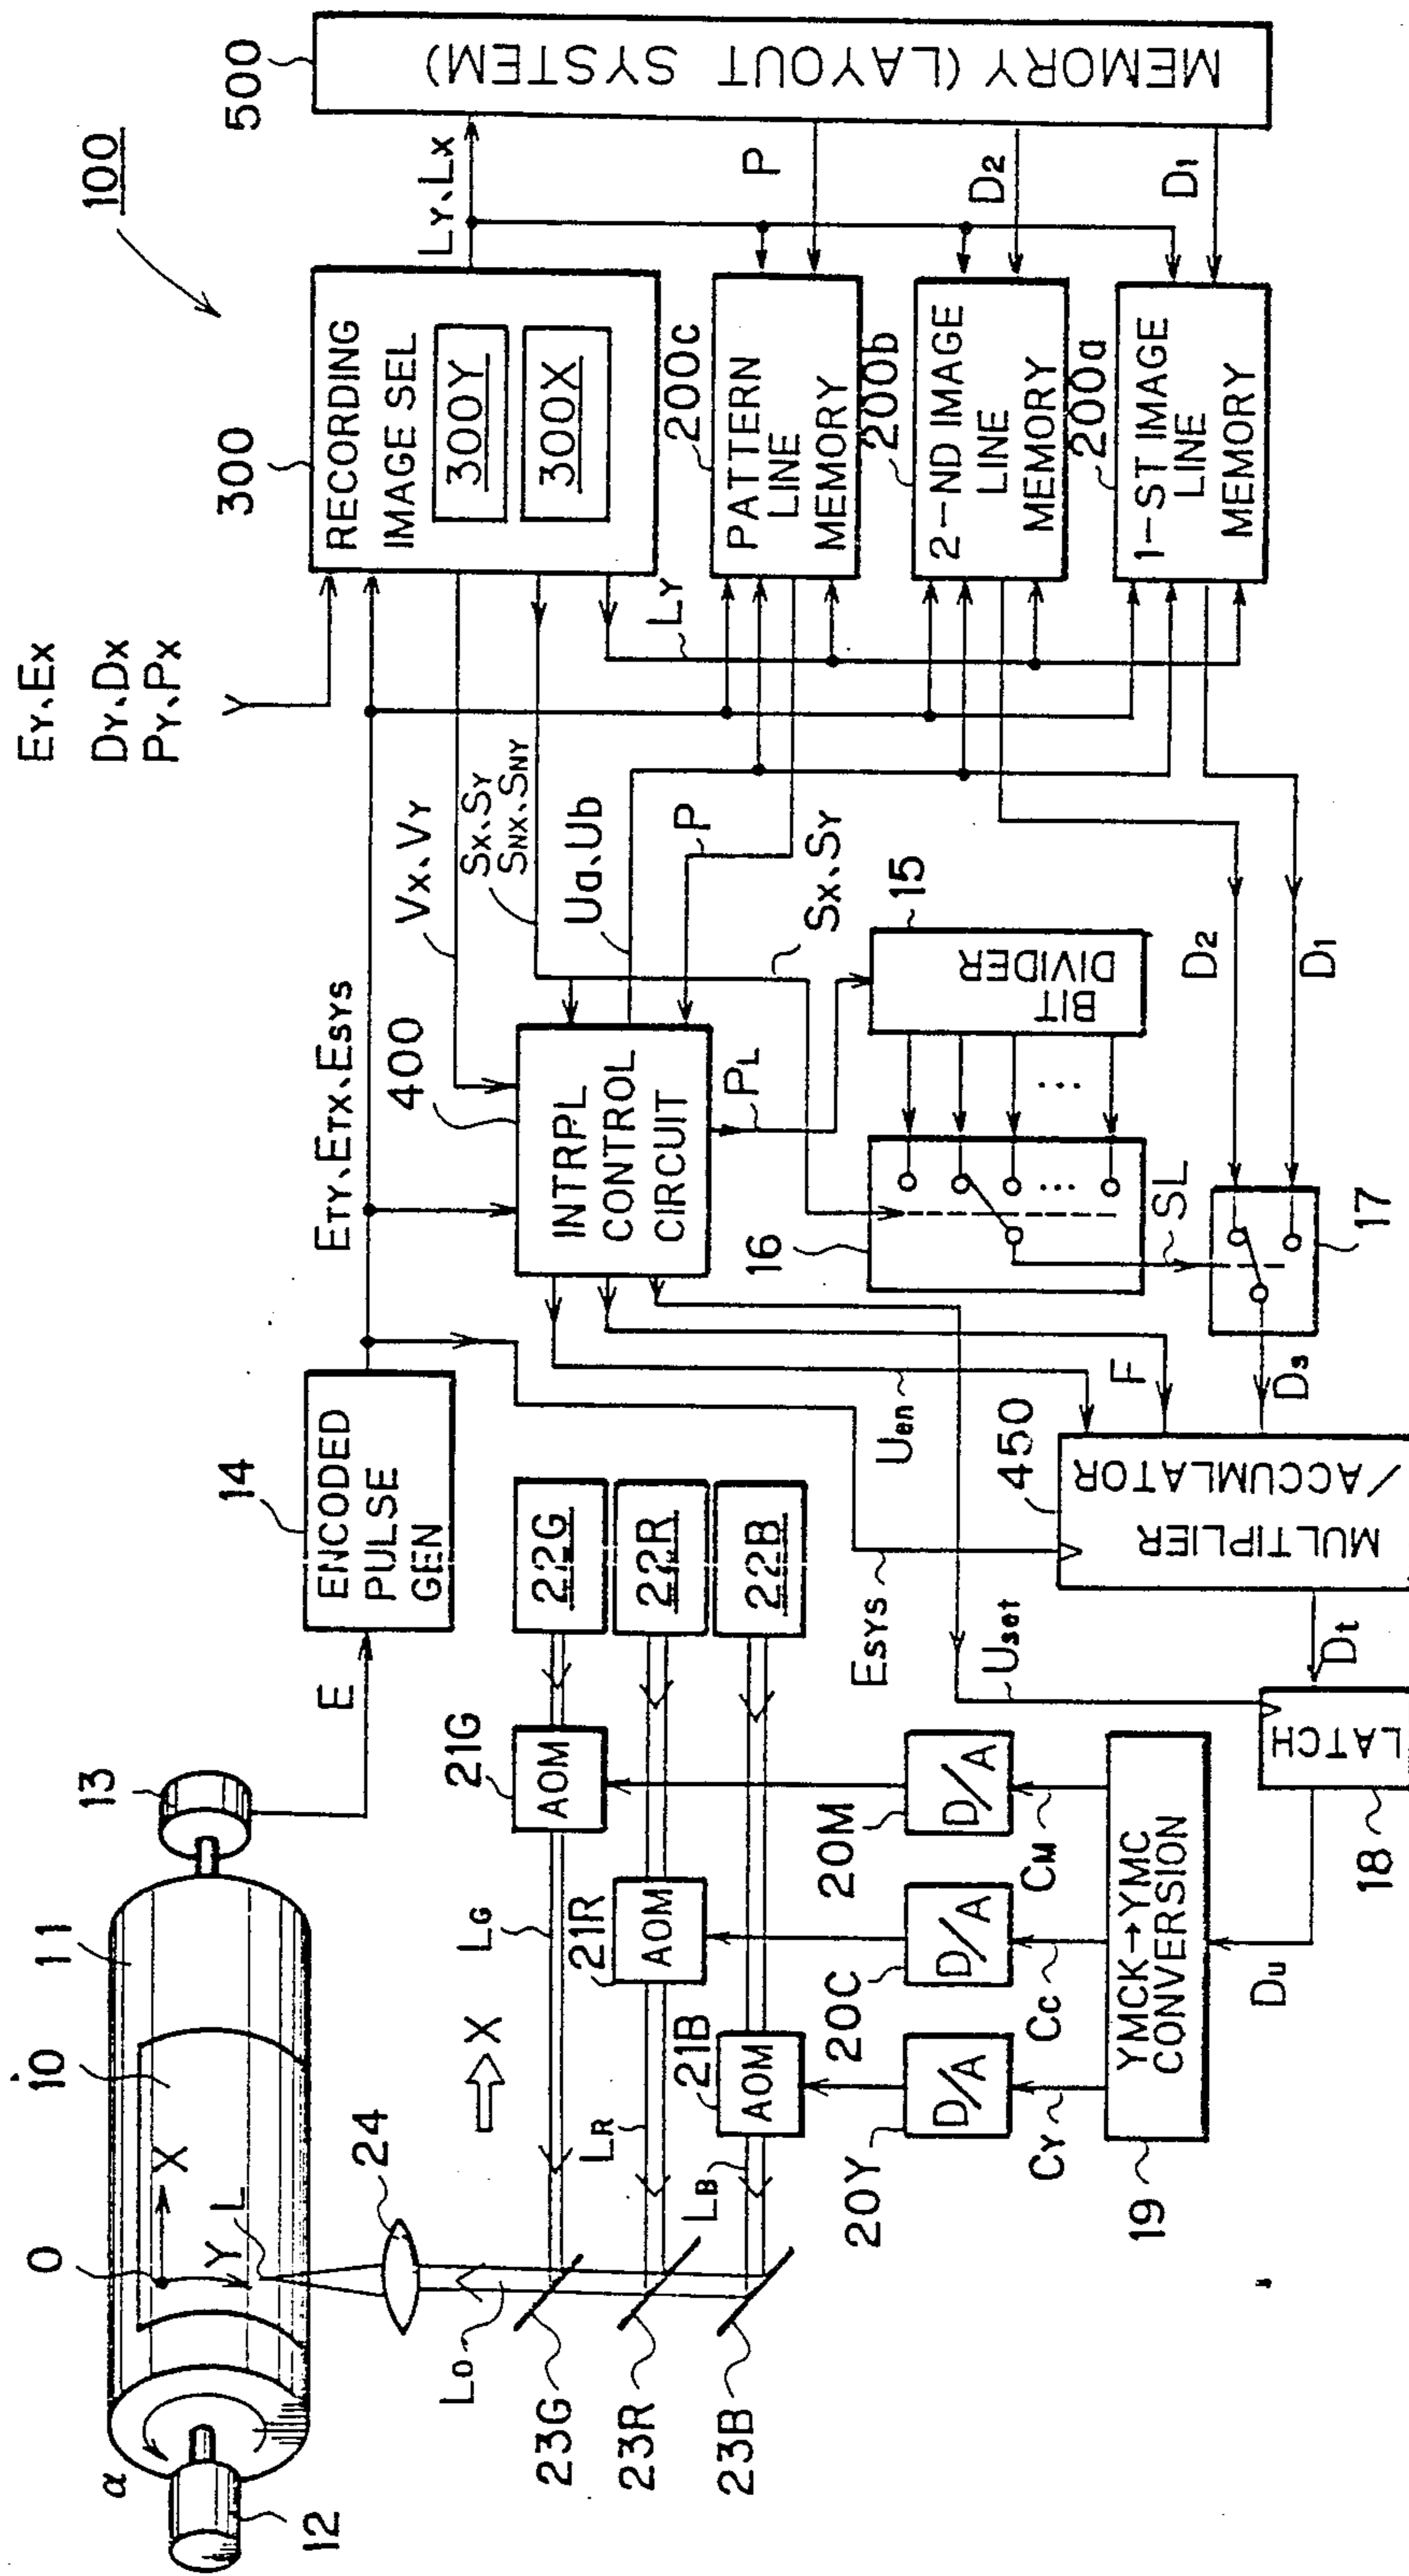 100
EY、EX
DY、DX
PY、PX
α
12
O
10
11
13
X
Y
L
24
E
14
ENCODED
PULSE
GEN
ETY、ETX、ESYS
300
RECORDING
IMAGE SEL
300Y
300X
LY、LX
500
MEMORY (LAYOUT SYSTEM)
VX、VY
SX、SY
SNX、SNY
LY
Ua、Ub
P
400
INTRPL
CONTROL
CIRCUIT
200c
PATTERN
LINE
MEMORY
P
200b
2-ND IMAGE
LINE
MEMORY
D2
200a
1-ST IMAGE
LINE
MEMORY
D1
SX、SY
PL
15
BIT
DIVIDER
16
...
...
SL
D2
D1
17
Ds
F
Uen
450
MULTIPLIER
/ACCUMLATOR
ESYS
Uset
Dt
LATCH
18
Du
YMCK→YMC
CONVERSION
19
CY
CC
CM
20Y
D/A
20C
D/A
20M
D/A
21G
AOM
21R
AOM
21B
AOM
22G
22R
22B
X
LG
LR
LB
LO
23G
23R
23B